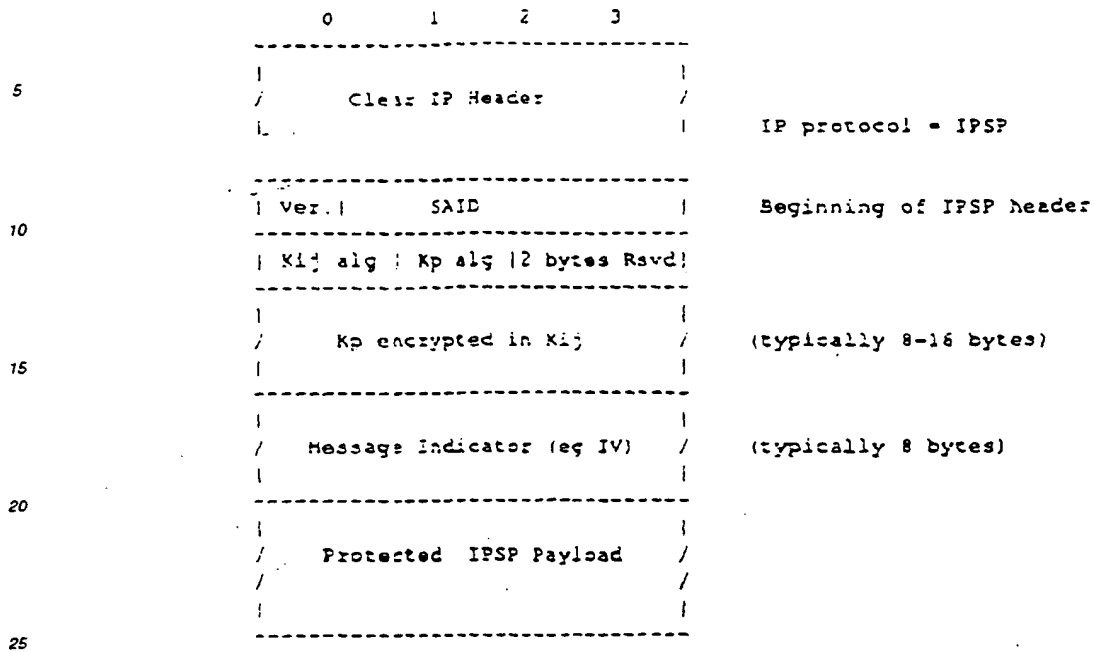 0 1 2 3
5
Clear IP Header
IP protocol = IPSP
Ver. | SAID | Beginning of IPSP header
10
| Kij alg | Kp alg |2 bytes Rsvd|
Kp encrypted in Kij (typically 8-16 bytes)
15
Message Indicator (eg IV) (typically 8 bytes)
20
Protected IPSP Payload
25